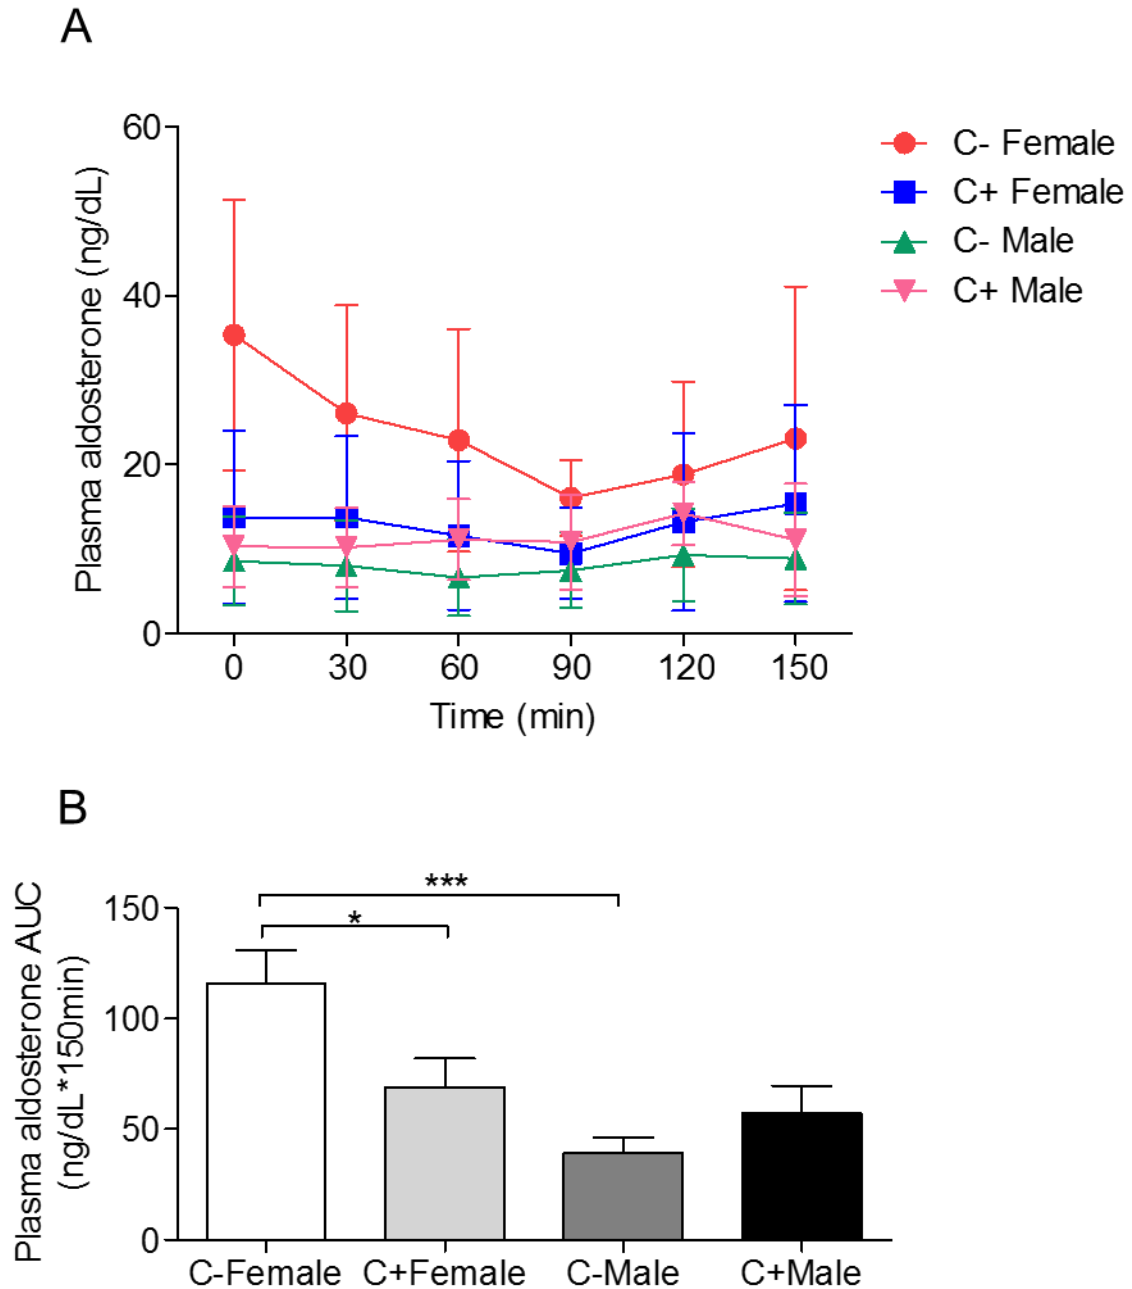 A
60
40
20
0
Plasma aldosterone (ng/dL)
0 30 60 90 120 150
Time (min)
C- Female
C+ Female
C- Male
C+ Male
B
***
*
150
100
50
0
Plasma aldosterone AUC
(ng/dL*150min)
C-Female C+Female C-Male C+Male